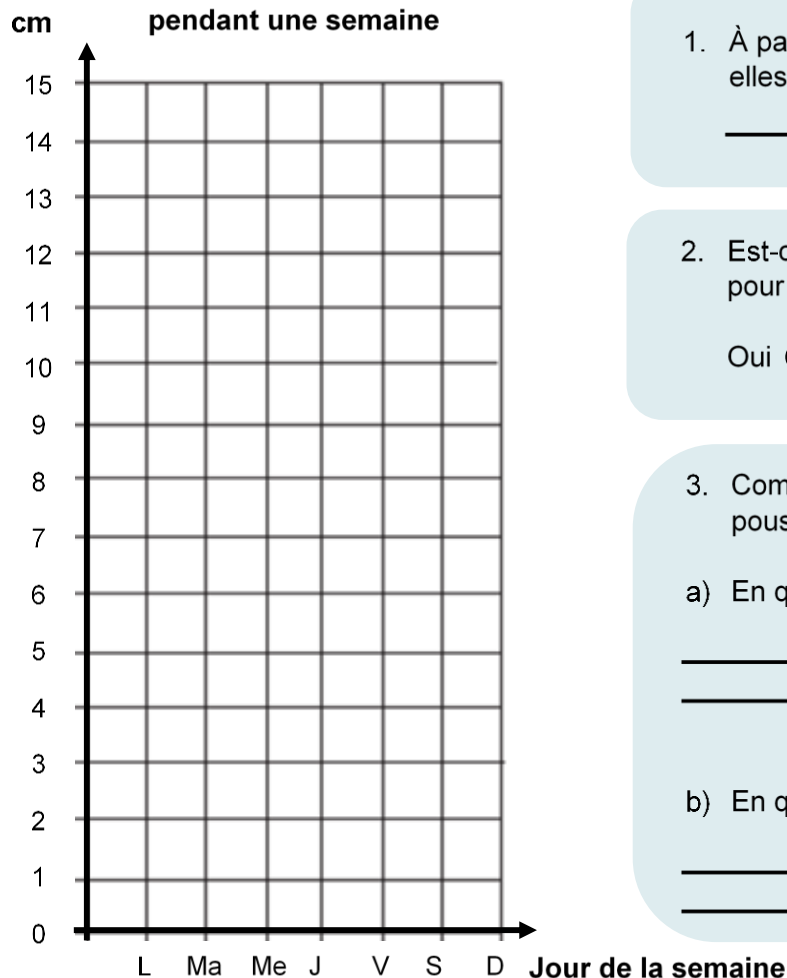 cm
pendant une semaine
15
14
13
12
11
10
9
8
7
6
5
4
3
2
1
0
L Ma Me J V S D
Jour de la semaine
1. À pa
elles
2. Est-c
pour
Oui
3. Com
pous
a) En q
b) En q